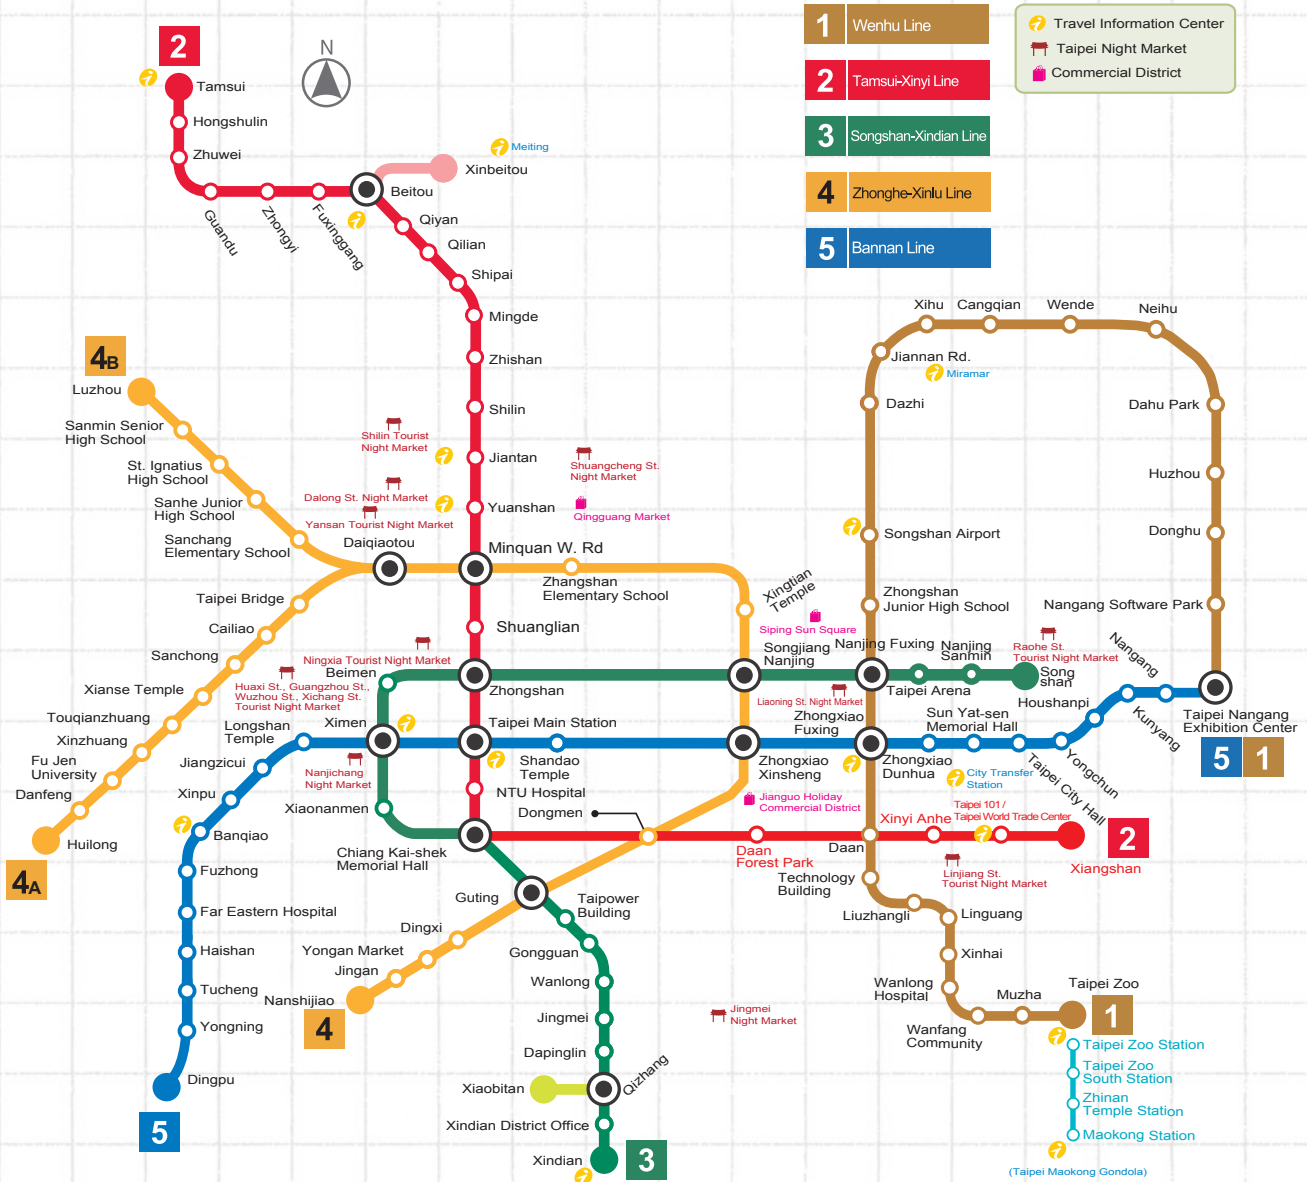 1 Wenhu Line
2 Tamsui-Xinyi Line
3 Songshan-Xindian Line
4 Zhonghe-Xinlu Line
5 Bannan Line
Travel Information Center
Taipei Night Market
Commercial District
2
N
Tamsui
Hongshulin
Zhuwei
Guandu
Zhongyi
Fuxinggang
Beitou
Meiting
Xinbeitou
Qiyan
Qilian
Shipai
Mingde
Zhishan
Shilin
Jiantan
Yuanshan
Minquan W. Rd
Shuanglian
Zhongshan
Taipei Main Station
NTU Hospital
Shilin Tourist
Night Market
Dalong St. Night Market
Yansan Tourist Night Market
Shuangcheng St.
Night Market
Qingguang Market
4B
Luzhou
Sanmin Senior
High School
St. Ignatius
High School
Sanhe Junior
High School
Sanchang
Elementary School
Daiqiaotou
Taipei Bridge
Cailiao
Sanchong
Xianse Temple
Touqianzhuang
Xinzhuang
Fu Jen
University
Danfeng
Huilong
4A
Zhangshan
Elementary School
Xingtian
Temple
Siping Sun Square
Songjiang
Nanjing
Nanjing Fuxing
Nanjing
Sanmin
Taipei Arena
Song
shan
Raohe St.
Tourist Night Market
Ningxia Tourist Night Market
Beimen
Huaxi St., Guangzhou St.,
Wuzhou St., Xichang St.
Tourist Night Market
Ximen
Longshan
Temple
Jiangzicui
Xinpu
Banqiao
Fuzhong
Far Eastern Hospital
Haishan
Tucheng
Yongning
Dingpu
5
Nanjichang
Night Market
Xiaonanmen
Chiang Kai-shek
Memorial Hall
Shandao
Temple
Dongmen
Liaoning St. Night Market
Zhongxiao
Fuxing
Zhongxiao
Xinsheng
Zhongxiao
Dunhua
Sun Yat-sen
Memorial Hall
Taipei City Hall
Yongchun
Houshanpi
Kunyang
Nangang
Taipei Nangang
Exhibition Center
5 1
City Transfer
Station
Jianguo Holiday
Commercial District
Xihu
Cangqian
Wende
Neihu
Jiannan Rd.
Miramar
Dazhi
Dahu Park
Huzhou
Donghu
Nangang Software Park
Songshan Airport
Zhongshan
Junior High School
Daan
Forest Park
Daan
Xinyi Anhe
Taipei 101 /
Taipei World Trade Center
Xiangshan
2
Linjiang St.
Tourist Night Market
Technology
Building
Liuzhangli
Linguang
Xinhai
Wanlong
Hospital
Wanfang
Community
Muzha
Taipei Zoo
1
Taipei Zoo Station
Taipei Zoo
South Station
Zhinan
Temple Station
Maokong Station
(Taipei Maokong Gondola)
Guting
Dingxi
Yongan Market
Jingan
Nanshijiao
4
Taipower
Building
Gongguan
Wanlong
Jingmei
Dapinglin
Jingmei
Night Market
Qizhang
Xiaobitan
Xindian District Office
Xindian
3